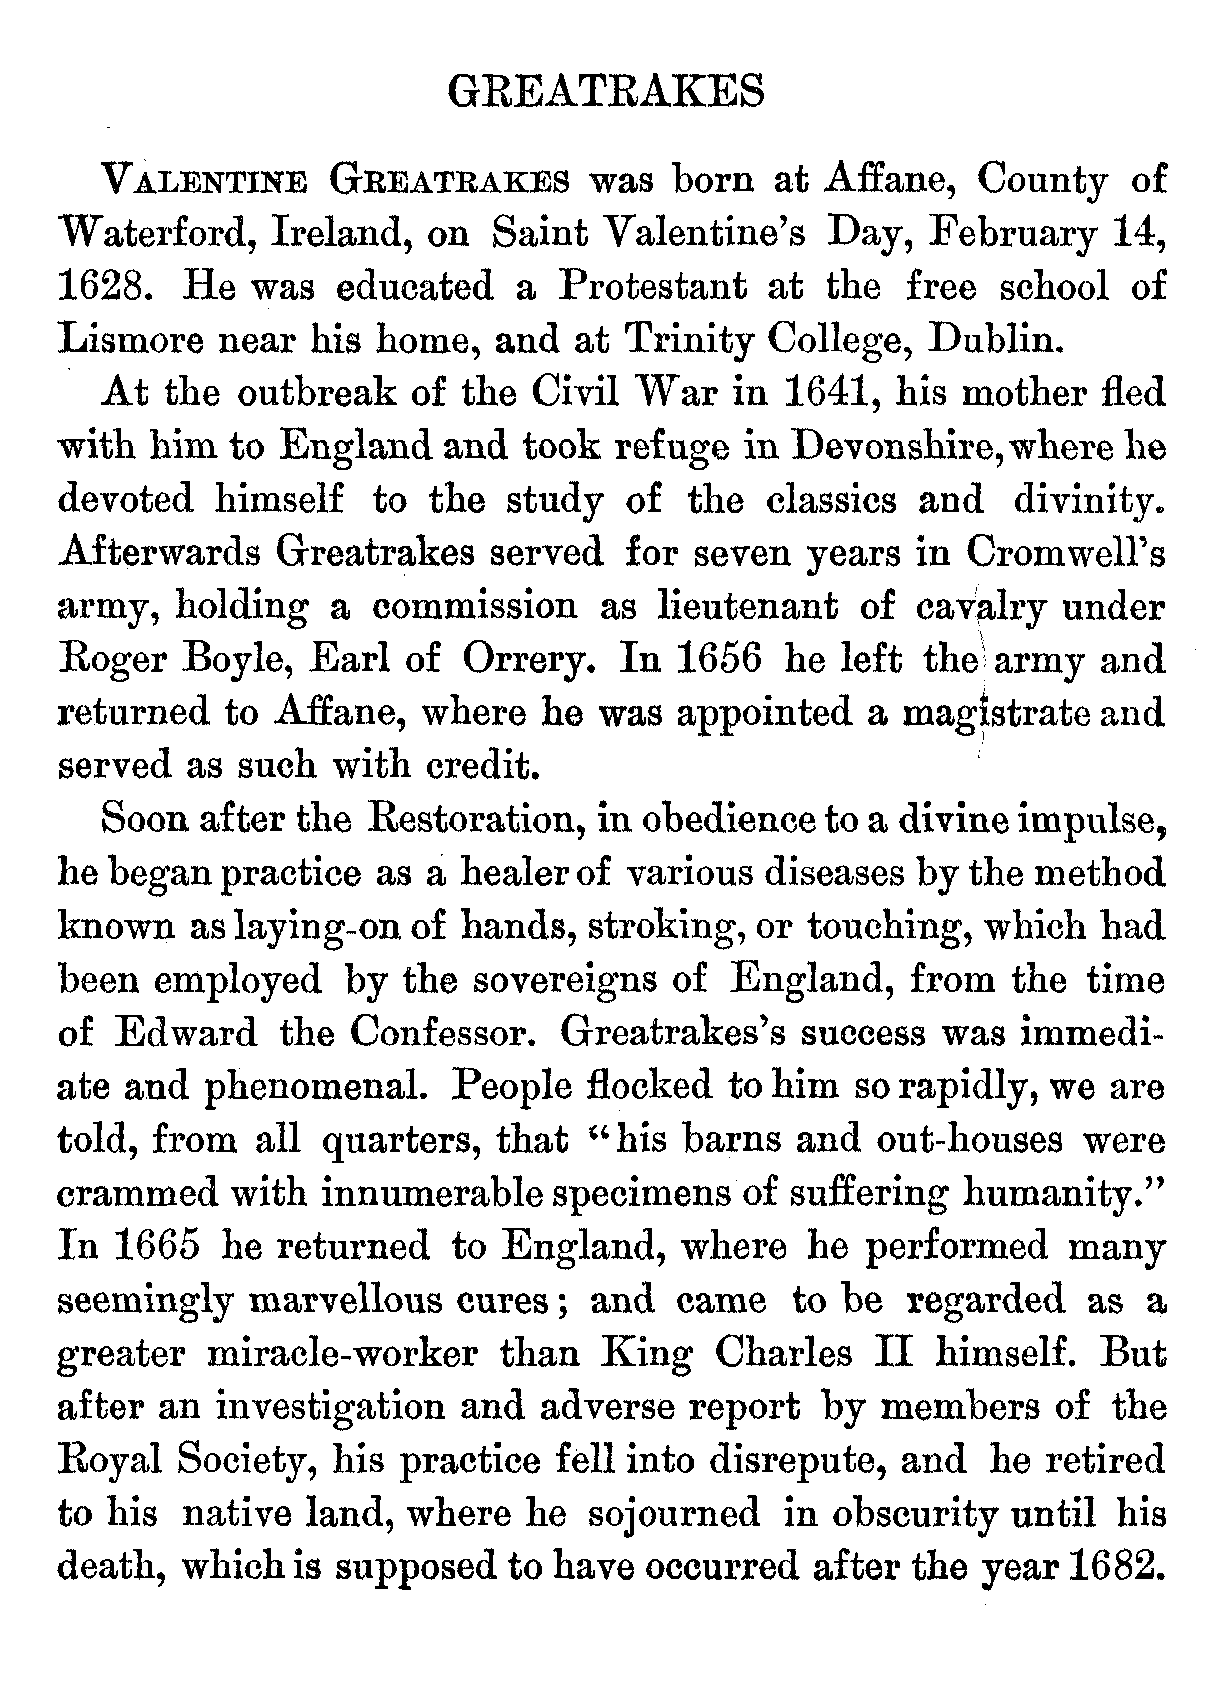 GREATRAKES
VALENTINE GREATRAKES was born at Affane, County of
Waterford, Ireland, on Saint Valentine's Day, February 14,
1628. He was educated a Protestant at the free school of
Lismore near his home, and at Trinity College, Dublin.
At the outbreak of the Civil War in 1641, his mother fled
with him to England and took refuge in Devonshire, where he
devoted himself to the study of the classics and divinity.
Afterwards Greatrakes served for seven years in Cromwell's
army, holding a commission as lieutenant of cavalry under
Roger Boyle, Earl of Orrery. In 1656 he left the army and
returned to Affane, where he was appointed a magistrate and
served as such with credit.
Soon after the Restoration, in obedience to a divine impulse,
he began practice as a healer of various diseases by the method
known as laying-on of hands, stroking, or touching, which had
been employed by the sovereigns of England, from the time
of Edward the Confessor. Greatrakes's success was immedi-
ate and phenomenal. People flocked to him so rapidly, we are
told, from all quarters, that "his barns and out-houses were
crammed with innumerable specimens of suffering humanity."
In 1665 he returned to England, where he performed many
seemingly marvellous cures; and came to be regarded as a
greater miracle-worker than King Charles II himself. But
after an investigation and adverse report by members of the
Royal Society, his practice fell into disrepute, and he retired
to his native land, where he sojourned in obscurity until his
death, which is supposed to have occurred after the year 1682.